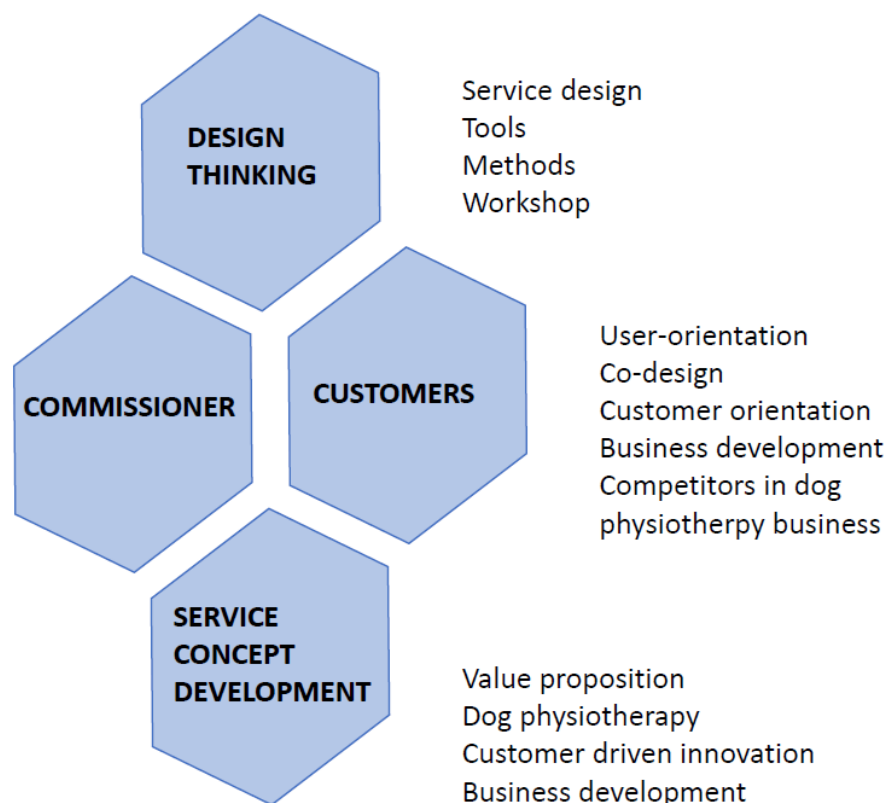 DESIGN
THINKING
Service design
Tools
Methods
Workshop
COMMISSIONER
CUSTOMERS
User-orientation
Co-design
Customer orientation
Business development
Competitors in dog
physiotherpy business
SERVICE
CONCEPT
DEVELOPMENT
Value proposition
Dog physiotherapy
Customer driven innovation
Business development